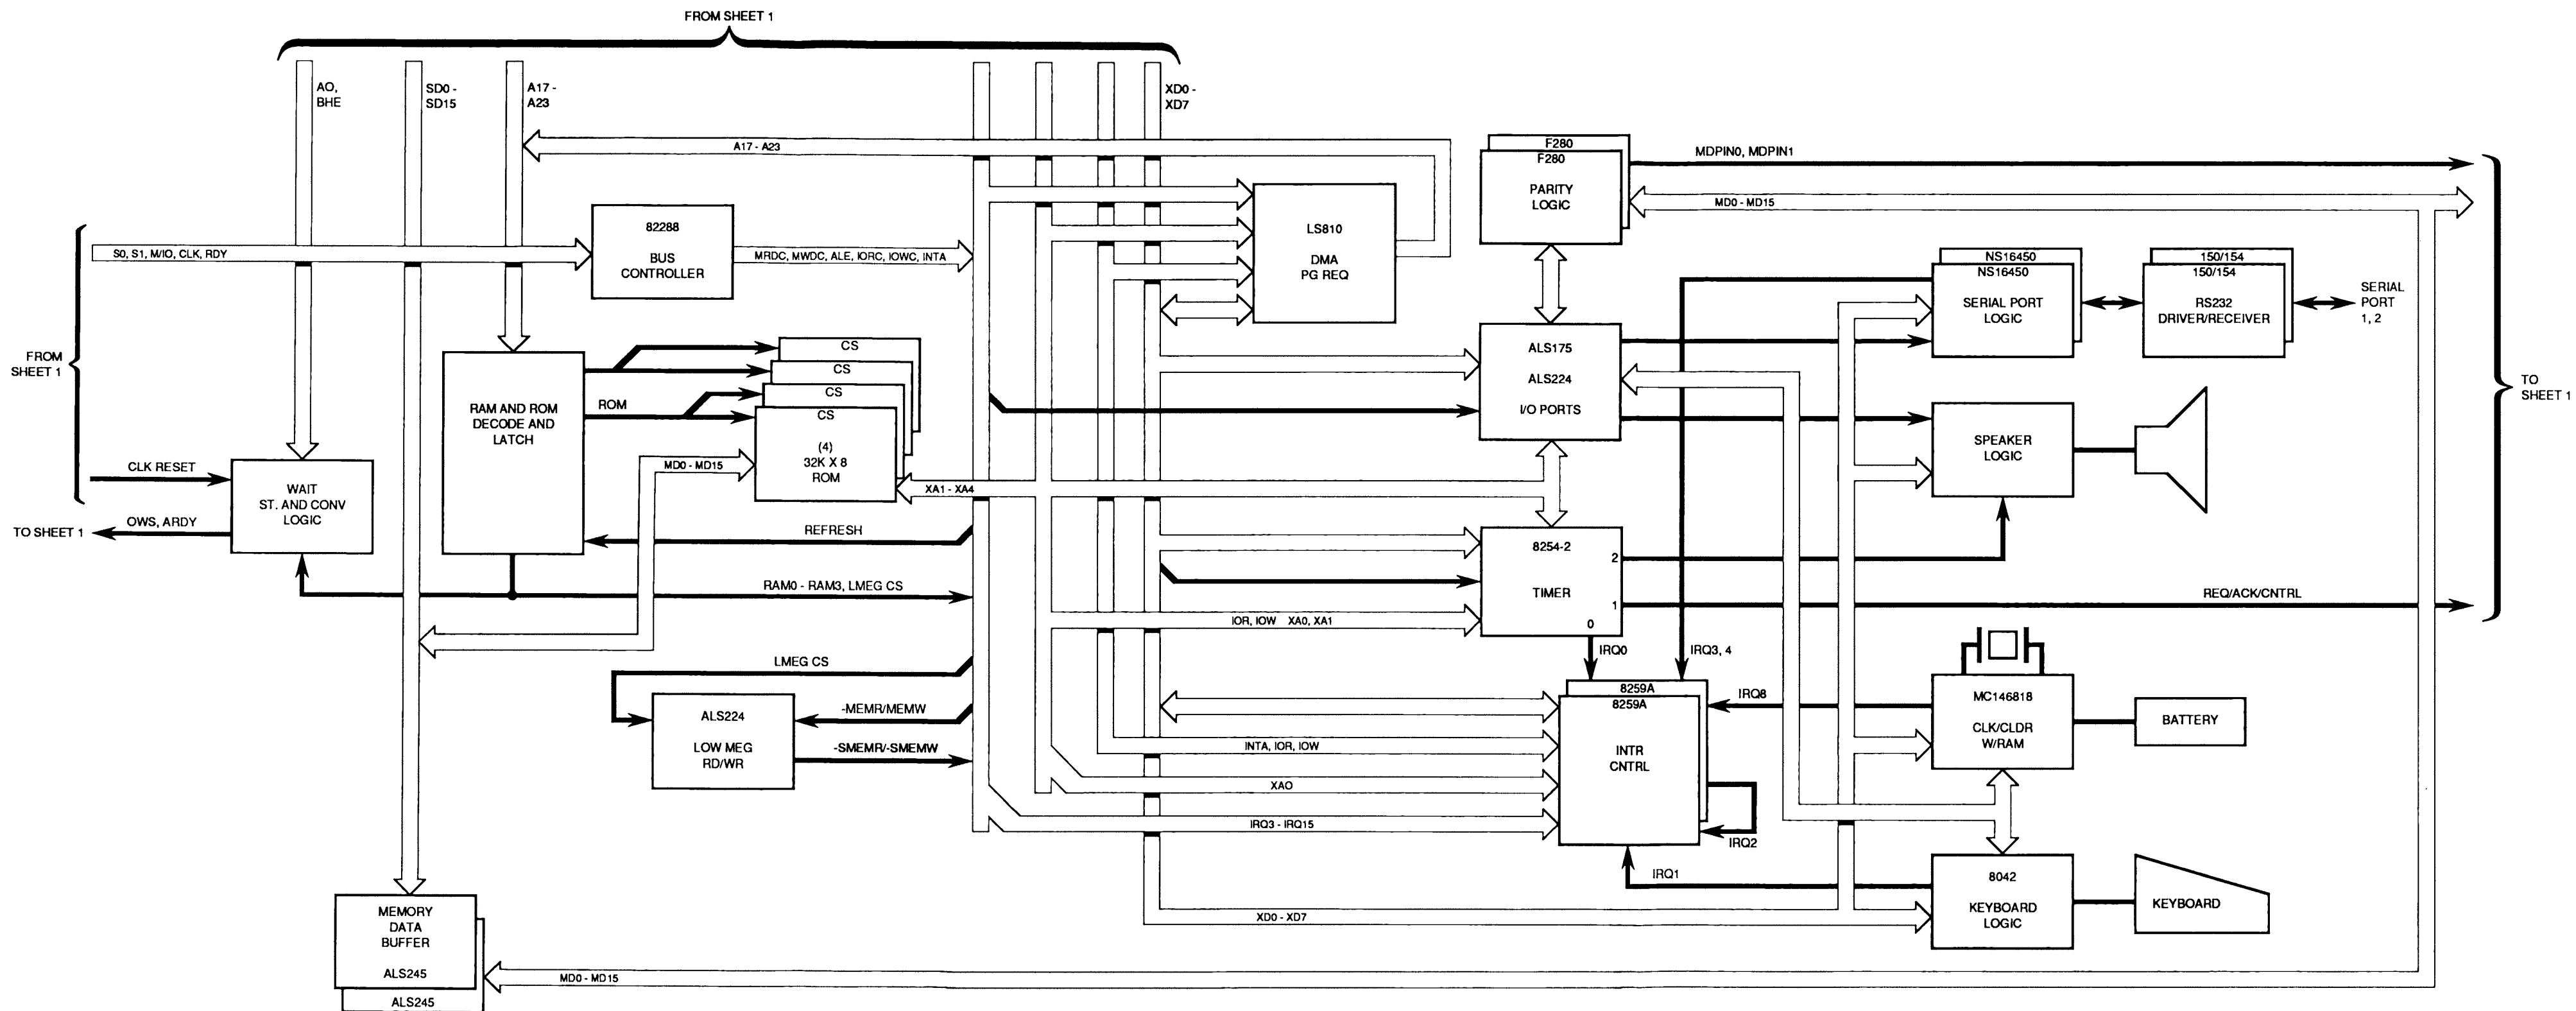 FROM SHEET 1
AO,
BHE
SD0 -
SD15
A17 -
A23
XD0 -
XD7
A17 - A23
F280
F280
PARITY
LOGIC
MDPIN0, MDPIN1
MD0 - MD15
82288
BUS
CONTROLLER
S0, S1, M/IO, CLK, RDY
MRDC, MWDC, ALE, IORC, IOWC, INTA
LS810
DMA
PG REQ
NS16450
NS16450
SERIAL PORT
LOGIC
150/154
150/154
RS232
DRIVER/RECEIVER
SERIAL
PORT
1, 2
FROM
SHEET 1
TO
SHEET 1
RAM AND ROM
DECODE AND
LATCH
ROM
CS
CS
CS
CS
(4)
32K X 8
ROM
ALS175
ALS224
I/O PORTS
SPEAKER
LOGIC
CLK RESET
WAIT
ST. AND CONV
LOGIC
OWS, ARDY
TO SHEET 1
MD0 - MD15
XA1 - XA4
REFRESH
8254-2
TIMER
2
1
0
RAM0 - RAM3, LMEG CS
IOR, IOW XA0, XA1
REQ/ACK/CNTRL
IRQ0
IRQ3, 4
LMEG CS
ALS224
LOW MEG
RD/WR
-MEMR/MEMW
-SMEMR/-SMEMW
8259A
8259A
INTR
CNTRL
IRQ8
MC146818
CLK/CLDR
W/RAM
BATTERY
INTA, IOR, IOW
XAO
IRQ3 - IRQ15
IRQ2
IRQ1
8042
KEYBOARD
LOGIC
KEYBOARD
XD0 - XD7
MEMORY
DATA
BUFFER
ALS245
ALS245
MD0 - MD15